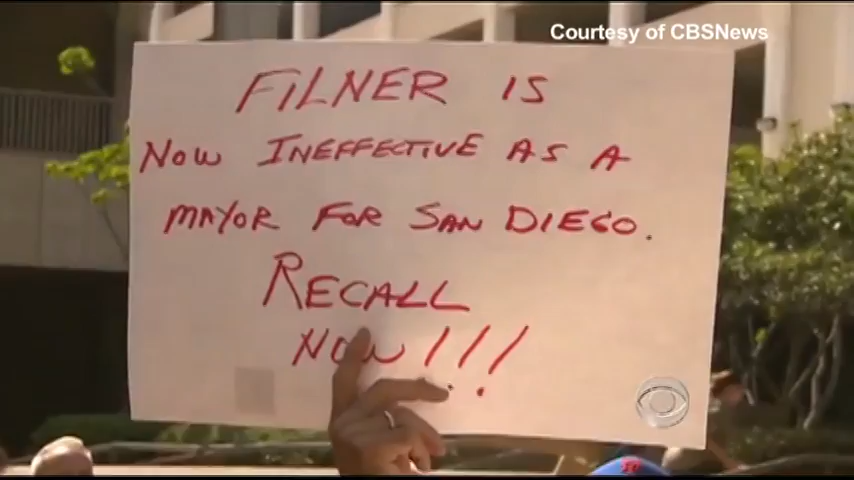 Courtesy of CBSNews
FILNER IS
NOW INEFFECTIVE AS A
MAYOR FOR SAN DIEGO.
RECALL
NOW!!!